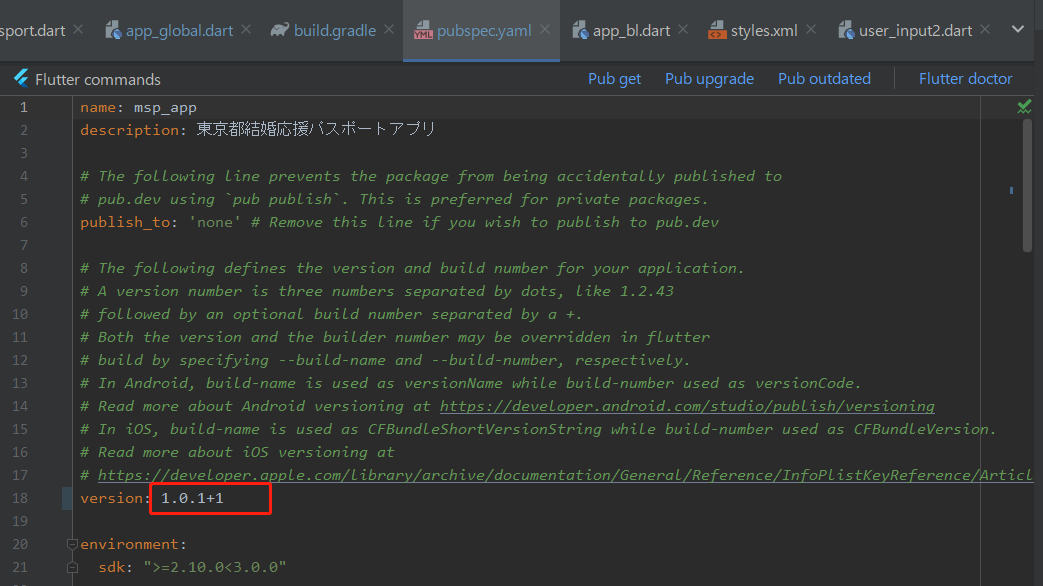 sport.dart app_global.dart build.gradle pubspec.yaml app_bl.dart styles.xml user_input2.dart
Flutter commands Pub get Pub upgrade Pub outdated Flutter doctor
1 name: msp_app
2 description: 東京都結婚応援パスポートアプリ
3
4 # The following line prevents the package from being accidentally published to
5 # pub.dev using `pub publish`. This is preferred for private packages.
6 publish_to: 'none' # Remove this line if you wish to publish to pub.dev
7
8 # The following defines the version and build number for your application.
9 # A version number is three numbers separated by dots, like 1.2.43
10 # followed by an optional build number separated by a +.
11 # Both the version and the builder number may be overridden in flutter
12 # build by specifying --build-name and --build-number, respectively.
13 # In Android, build-name is used as versionName while build-number used as versionCode.
14 # Read more about Android versioning at https://developer.android.com/studio/publish/versioning
15 # In iOS, build-name is used as CFBundleShortVersionString while build-number used as CFBundleVersion.
16 # Read more about iOS versioning at
17 # https://developer.apple.com/library/archive/documentation/General/Reference/InfoPlistKeyReference/Articl
18 version: 1.0.1+1
19
20 environment:
21 sdk: ">=2.10.0<3.0.0"